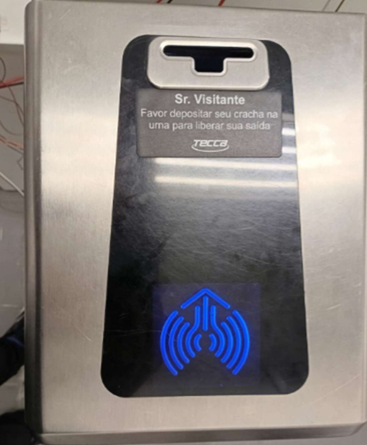 Sr. Visitante
Favor depositar seu cracha na
urna para liberar sua saída
TECCA